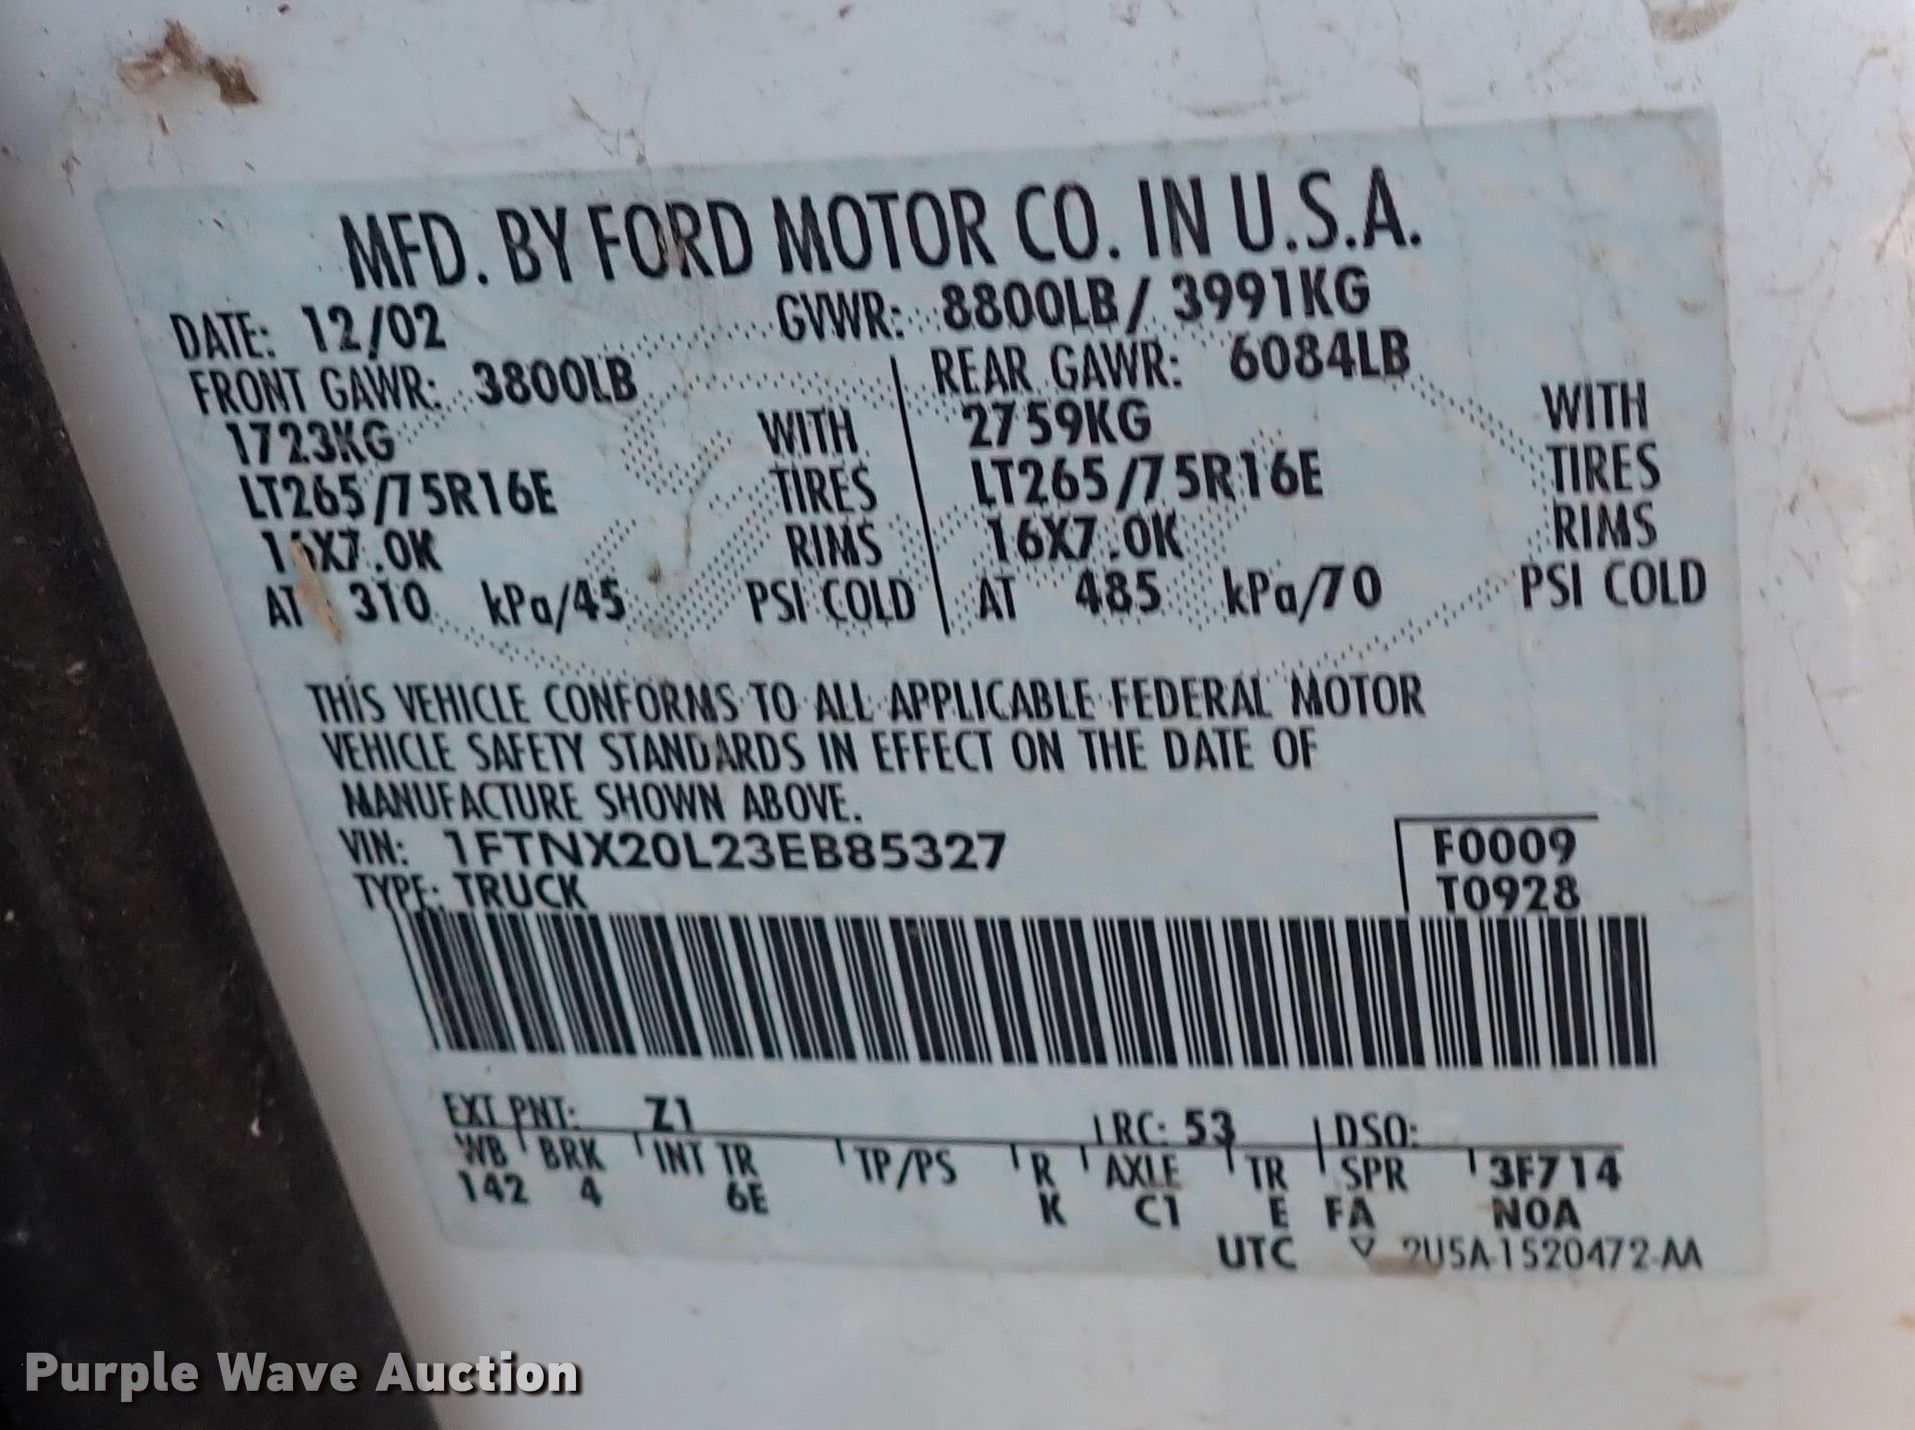 MFD. BY FORD MOTOR CO. IN U.S.A.
DATE: 12/02 GVWR: 8800LB / 3991KG
FRONT GAWR: 3800LB REAR GAWR: 6084LB
1723KG WITH 2759KG WITH
LT265/75R16E TIRES LT265/75R16E TIRES
16X7.0K RIMS 16X7.0K RIMS
AT 310 kPa/45 PSI COLD AT 485 kPa/70 PSI COLD
THIS VEHICLE CONFORMS TO ALL APPLICABLE FEDERAL MOTOR
VEHICLE SAFETY STANDARDS IN EFFECT ON THE DATE OF
MANUFACTURE SHOWN ABOVE.
VIN: 1FTNX20L23EB85327 F0009
TYPE: TRUCK T0928
EXT PNT: Z1 RC: 53 DSO:
WB BRK INT TR TP/PS R AXLE TR SPR 3F714
142 4 6E K C1 E FA NOA
UTC ▽ 2U5A-1520472-AA
Purple Wave Auction